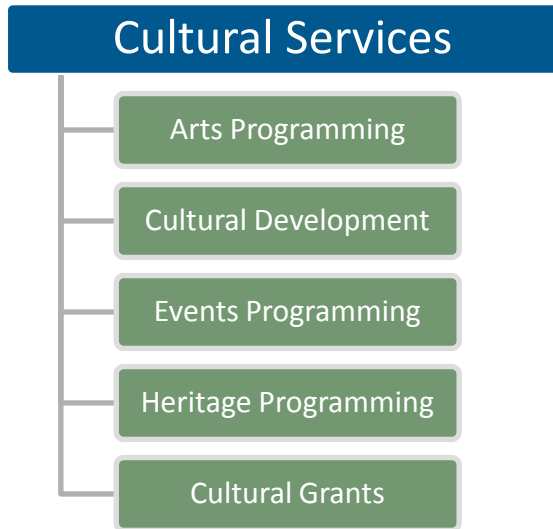 Cultural Services
Arts Programming
Cultural Development
Events Programming
Heritage Programming
Cultural Grants